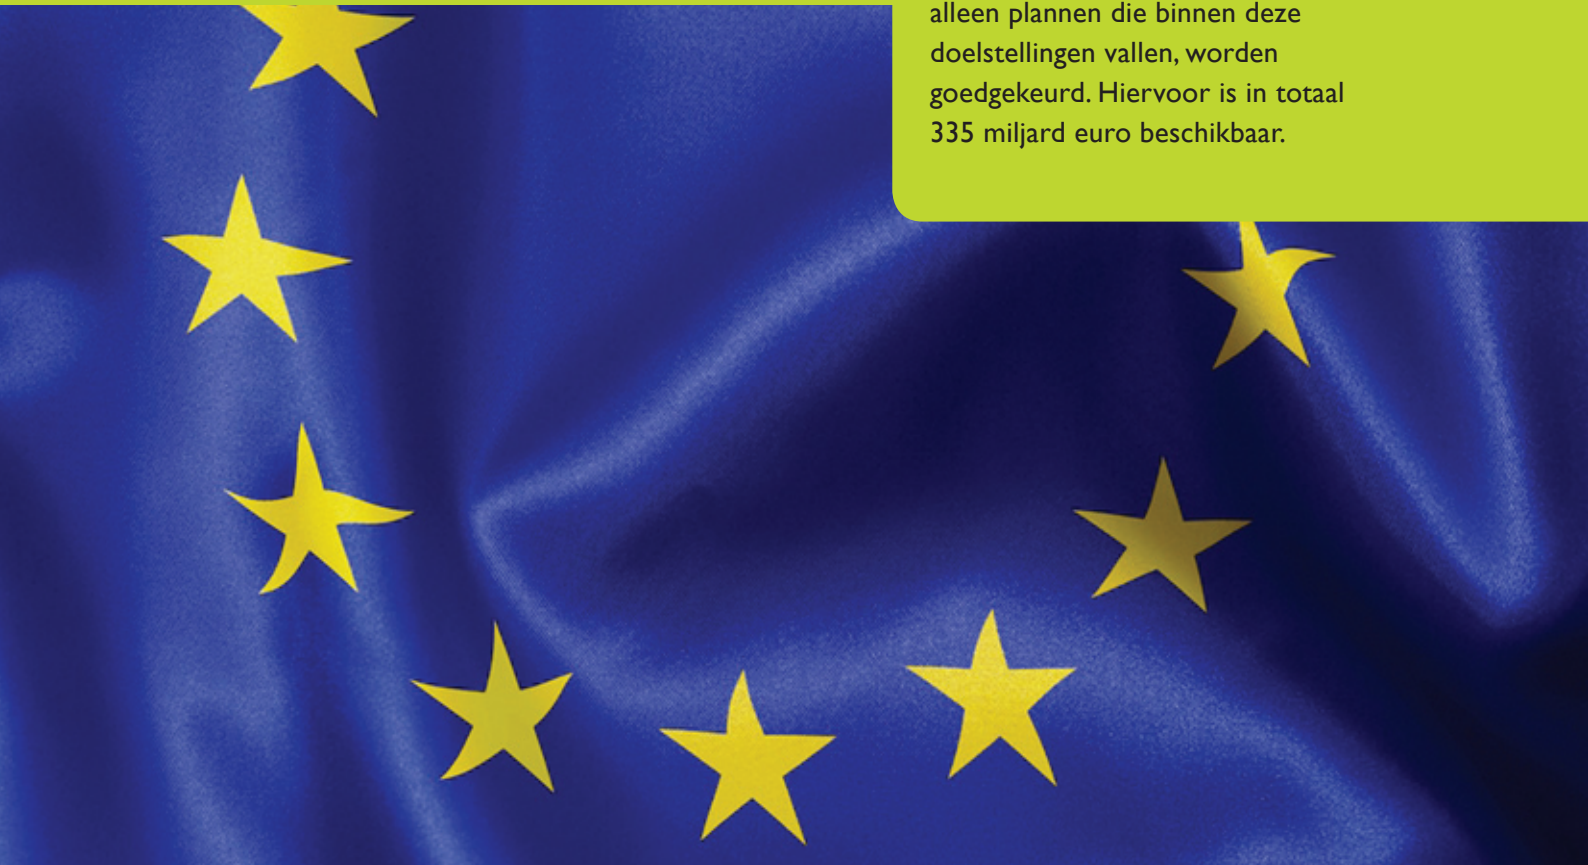 alleen plannen die binnen deze
doelstellingen vallen, worden
goedgekeurd. Hiervoor is in totaal
335 miljard euro beschikbaar.